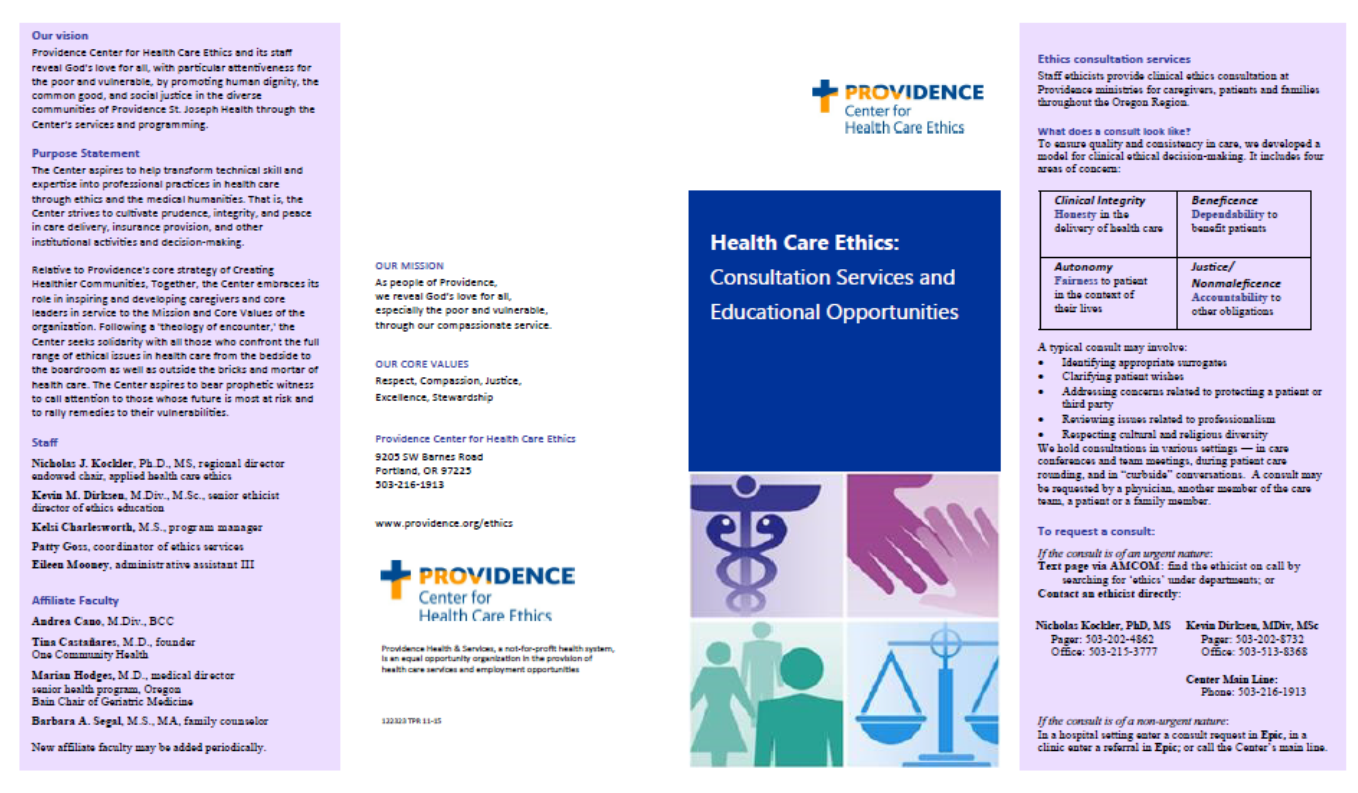 Our vision
Providence Center for Health Care Ethics and its staff
reveal God's love for all, with particular attentiveness for
the poor and vulnerable, by promoting human dignity, the
common good, and social justice in the diverse
communities of Providence St. Joseph Health through the
Center's services and programming.
Purpose Statement
The Center aspires to help transform technical skill and
expertise into professional practices in health care
through ethics and the medical humanities. That is, the
Center strives to cultivate prudence, integrity, and peace
in care delivery, insurance provision, and other
institutional activities and decision-making.
Relative to Providence's core strategy of Creating
Healthier Communities, Together, the Center embraces its
role in inspiring and developing caregivers and core
leaders in service to the Mission and Core Values of the
organization. Following a 'theology of encounter,' the
Center seeks solidarity with all those who confront the full
range of ethical issues in health care from the bedside to
the boardroom as well as outside the bricks and mortar of
health care. The Center aspires to bear prophetic witness
to call attention to those whose future is most at risk and
to rally remedies to their vulnerabilities.
Staff
Nicholas J. Kockler, Ph.D., MS, regional director
endowed chair, applied health care ethics
Kevin M. Dirksen, M.Div., M.Sc., senior ethicist
director of ethics education
Kelsi Charlesworth, M.S., program manager
Patty Goss, coordinator of ethics services
Eileen Mooney, administrative assistant III
Affiliate Faculty
Andrea Cano, M.Div., BCC
Tina Castañares, M.D., founder
One Community Health
Marian Hodges, M.D., medical director
senior health program, Oregon
Bain Chair of Geriatric Medicine
Barbara A. Segal, M.S., MA, family counselor
New affiliate faculty may be added periodically.
OUR MISSION
As people of Providence,
we reveal God's love for all,
especially the poor and vulnerable,
through our compassionate service.
OUR CORE VALUES
Respect, Compassion, Justice,
Excellence, Stewardship
Providence Center for Health Care Ethics
9205 SW Barnes Road
Portland, OR 97225
503-216-1913
www.providence.org/ethics
PROVIDENCE
Center for
Health Care Ethics
Providence Health & Services, a not-for-profit health system,
is an equal opportunity organization in the provision of
health care services and employment opportunities
122323 TPR 11-15
PROVIDENCE
Center for
Health Care Ethics
Health Care Ethics:
Consultation Services and
Educational Opportunities
Ethics consultation services
Staff ethicists provide clinical ethics consultation at
Providence ministries for caregivers, patients and families
throughout the Oregon Region.
What does a consult look like?
To ensure quality and consistency in care, we developed a
model for clinical ethical decision-making. It includes four
areas of concern:
Clinical Integrity
Honesty in the
delivery of health care
Beneficence
Dependability to
benefit patients
Autonomy
Fairness to patient
in the context of
their lives
Justice/
Nonmaleficence
Accountability to
other obligations
A typical consult may involve:
• Identifying appropriate surrogates
• Clarifying patient wishes
• Addressing concerns related to protecting a patient or
third party
• Reviewing issues related to professionalism
• Respecting cultural and religious diversity
We hold consultations in various settings — in care
conferences and team meetings, during patient care
rounding, and in "curbside" conversations. A consult may
be requested by a physician, another member of the care
team, a patient or a family member.
To request a consult:
If the consult is of an urgent nature:
Text page via AMCOM: find the ethicist on call by
searching for 'ethics' under departments; or
Contact an ethicist directly:
Nicholas Kockler, PhD, MS
Pager: 503-202-4862
Office: 503-215-3777
Kevin Dirksen, MDiv, MSc
Pager: 503-202-8732
Office: 503-513-8368
Center Main Line:
Phone: 503-216-1913
If the consult is of a non-urgent nature:
In a hospital setting enter a consult request in Epic, in a
clinic enter a referral in Epic; or call the Center's main line.